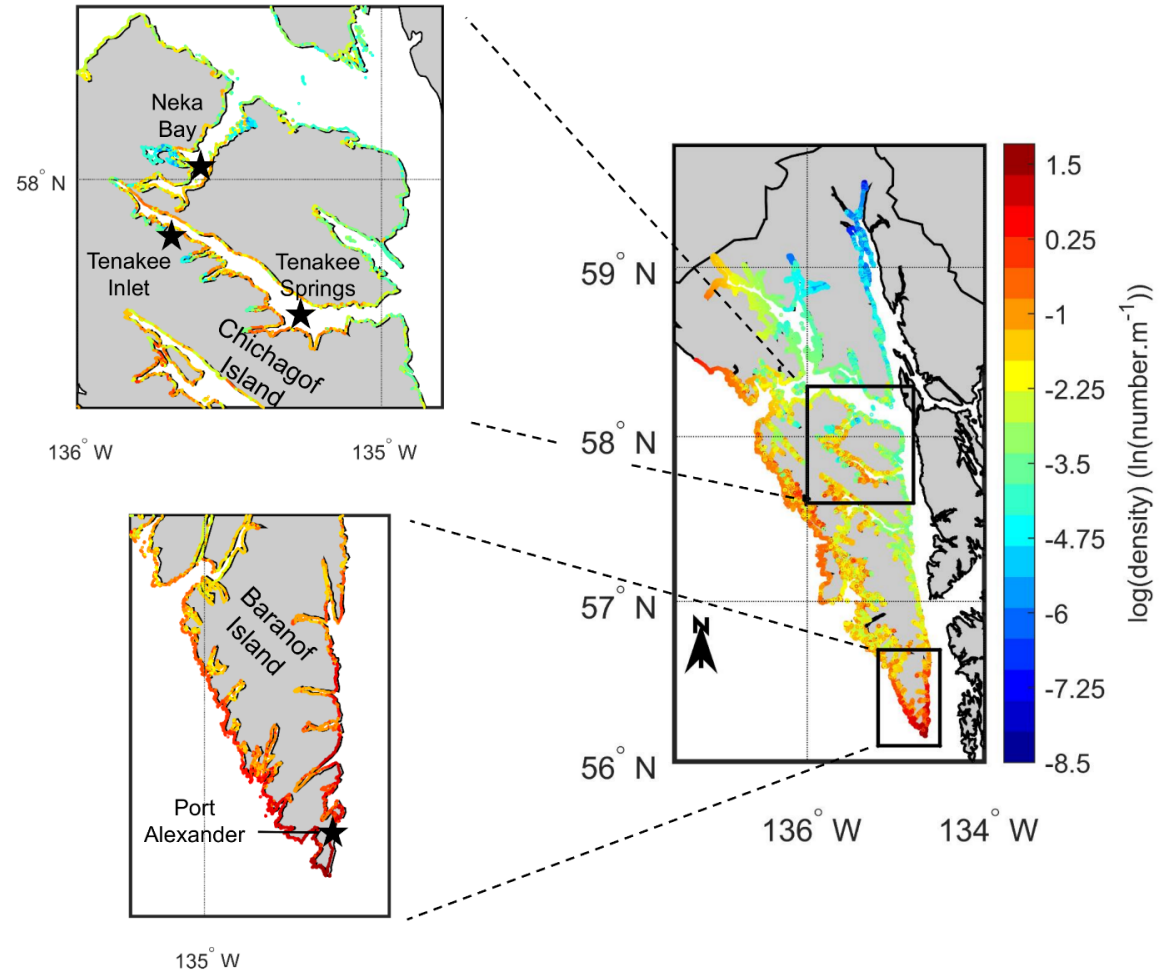 Neka
Bay
58° N
Tenakee
Inlet
Tenakee
Springs
Chichagof
Island
136° W
135° W
Baranof
Island
Port
Alexander
135° W
59° N
58° N
57° N
56° N
N
136° W
134° W
1.5
0.25
-1
-2.25
-3.5
-4.75
-6
-7.25
-8.5
log(density) (ln(number.m⁻¹))